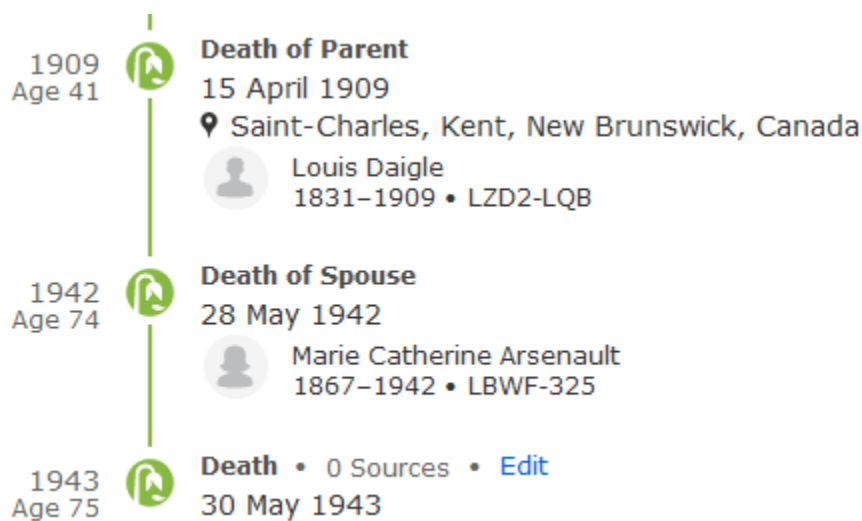 1909
Age 41
Death of Parent
15 April 1909
Saint-Charles, Kent, New Brunswick, Canada
Louis Daigle
1831–1909 • LZD2-LQB
1942
Age 74
Death of Spouse
28 May 1942
Marie Catherine Arsenault
1867–1942 • LBWF-325
1943
Age 75
Death • 0 Sources • Edit
30 May 1943